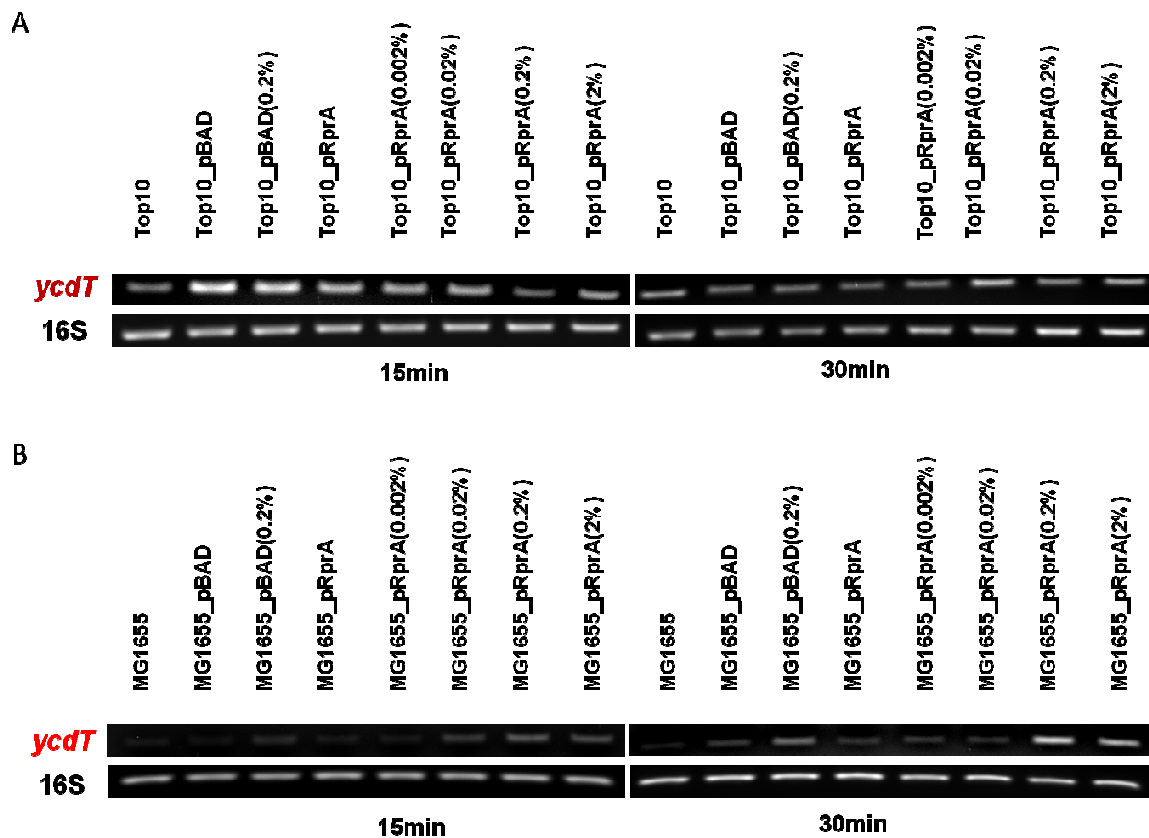 A
Top10
Top10_pBAD
Top10_pBAD(0.2%)
Top10_pRprA
Top10_pRprA(0.002%)
Top10_pRprA(0.02%)
Top10_pRprA(0.2%)
Top10_pRprA(2%)
Top10
Top10_pBAD
Top10_pBAD(0.2%)
Top10_pRprA
Top10_pRprA(0.002%)
Top10_pRprA(0.02%)
Top10_pRprA(0.2%)
Top10_pRprA(2%)
ycdT
16S
15min
30min
B
MG1655
MG1655_pBAD
MG1655_pBAD(0.2%)
MG1655_pRprA
MG1655_pRprA(0.002%)
MG1655_pRprA(0.02%)
MG1655_pRprA(0.2%)
MG1655_pRprA(2%)
MG1655
MG1655_pBAD
MG1655_pBAD(0.2%)
MG1655_pRprA
MG1655_pRprA(0.002%)
MG1655_pRprA(0.02%)
MG1655_pRprA(0.2%)
MG1655_pRprA(2%)
ycdT
16S
15min
30min